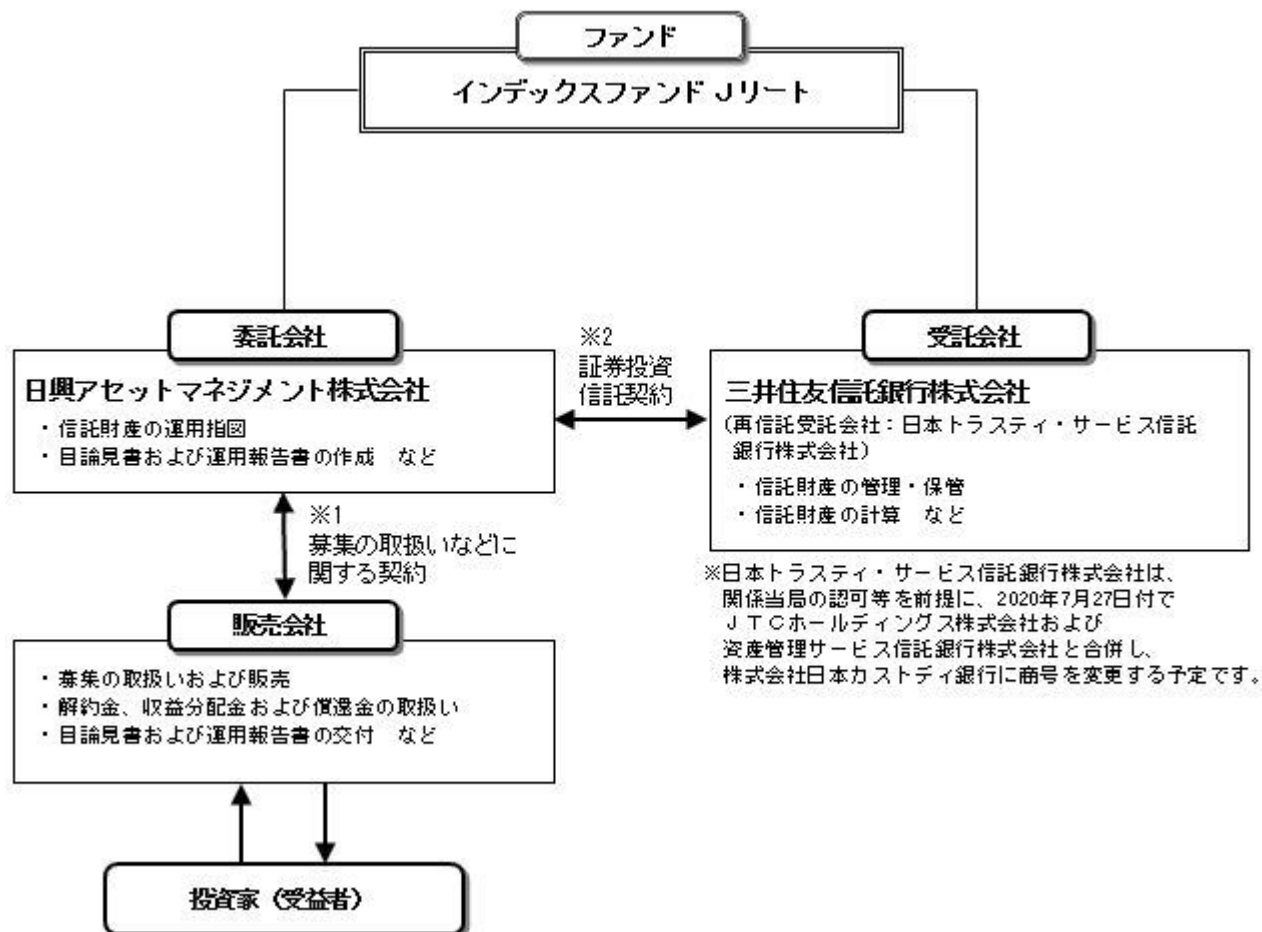 ファンド
インデックスファンドJリート
委託会社
日興アセットマネジメント株式会社
・信託財産の運用指図
・目論見書および運用報告書の作成　など
※2
証券投資
信託契約
受託会社
三井住友信託銀行株式会社
(再信託受託会社：日本トラスティ・サービス信託
銀行株式会社)
・信託財産の管理・保管
・信託財産の計算　など
※1
募集の取扱いなどに
関する契約
※日本トラスティ・サービス信託銀行株式会社は、
関係当局の認可等を前提に、2020年7月27日付で
JTCホールディングス株式会社および
資産管理サービス信託銀行株式会社と合併し、
株式会社日本カストディ銀行に商号を変更する予定です。
販売会社
・募集の取扱いおよび販売
・解約金、収益分配金および償還金の取扱い
・目論見書および運用報告書の交付　など
投資家（受益者）